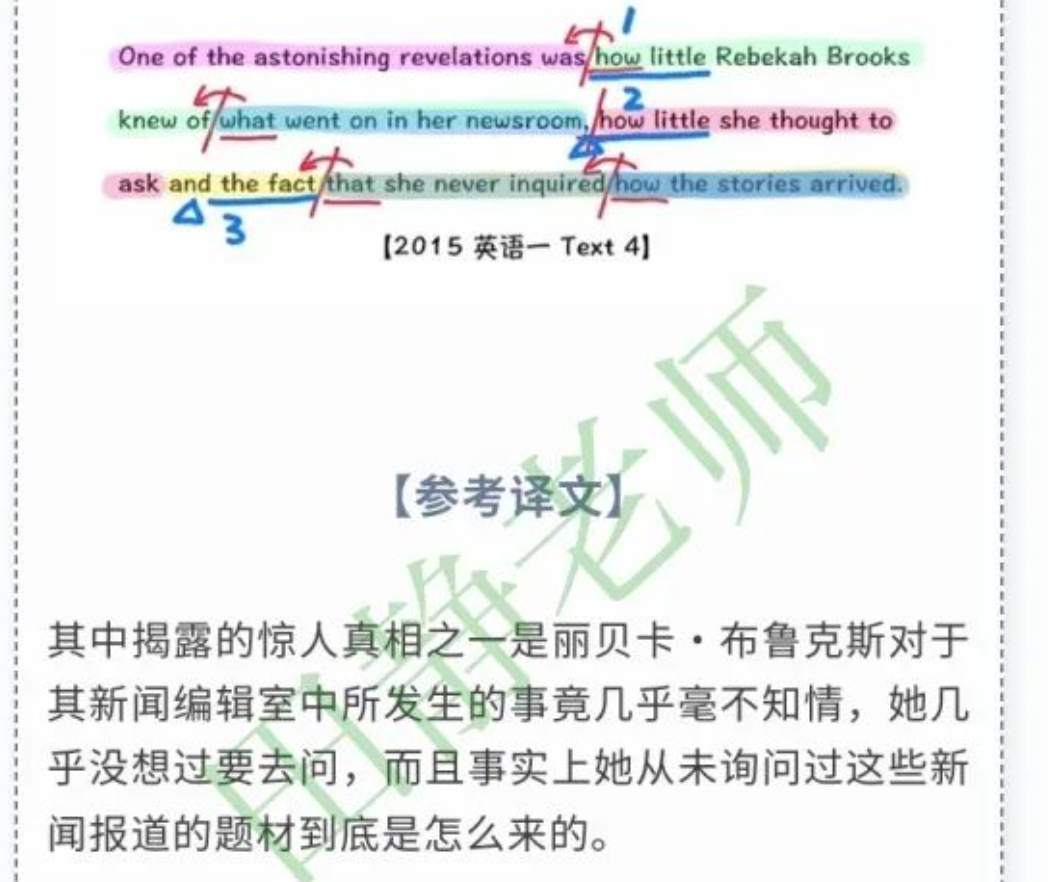 1
One of the astonishing revelations was how little Rebekah Brooks
2
knew of what went on in her newsroom, how little she thought to
ask and the fact that she never inquired how the stories arrived.
3
【2015 英语一 Text 4】
【参考译文】
其中揭露的惊人真相之一是丽贝卡·布鲁克斯对于
其新闻编辑室中所发生的事竟几乎毫不知情，她几
乎没想过要去问，而且事实上她从未询问过这些新
闻报道的题材到底是怎么来的。
田静老师